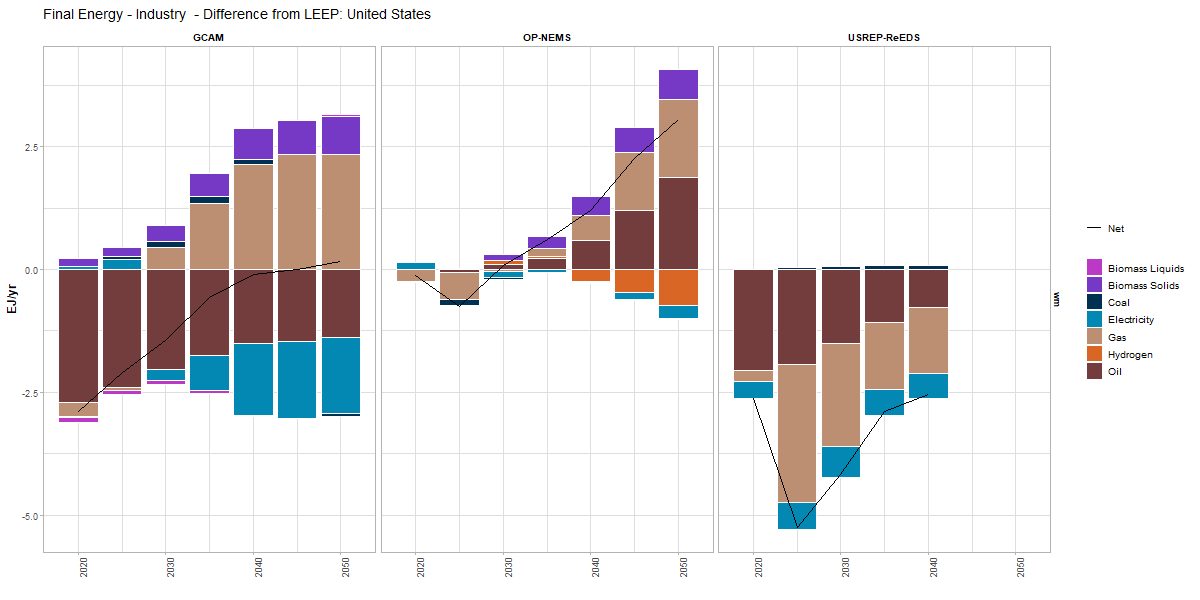 Final Energy - Industry  - Difference from LEEP: United States
GCAM
OP-NEMS
USREP-ReEDS
EJ/yr
2.5
0.0
-2.5
-5.0
2020
2030
2040
2050
2020
2030
2040
2050
2020
2030
2040
2050
wm
Net
Biomass Liquids
Biomass Solids
Coal
Electricity
Gas
Hydrogen
Oil